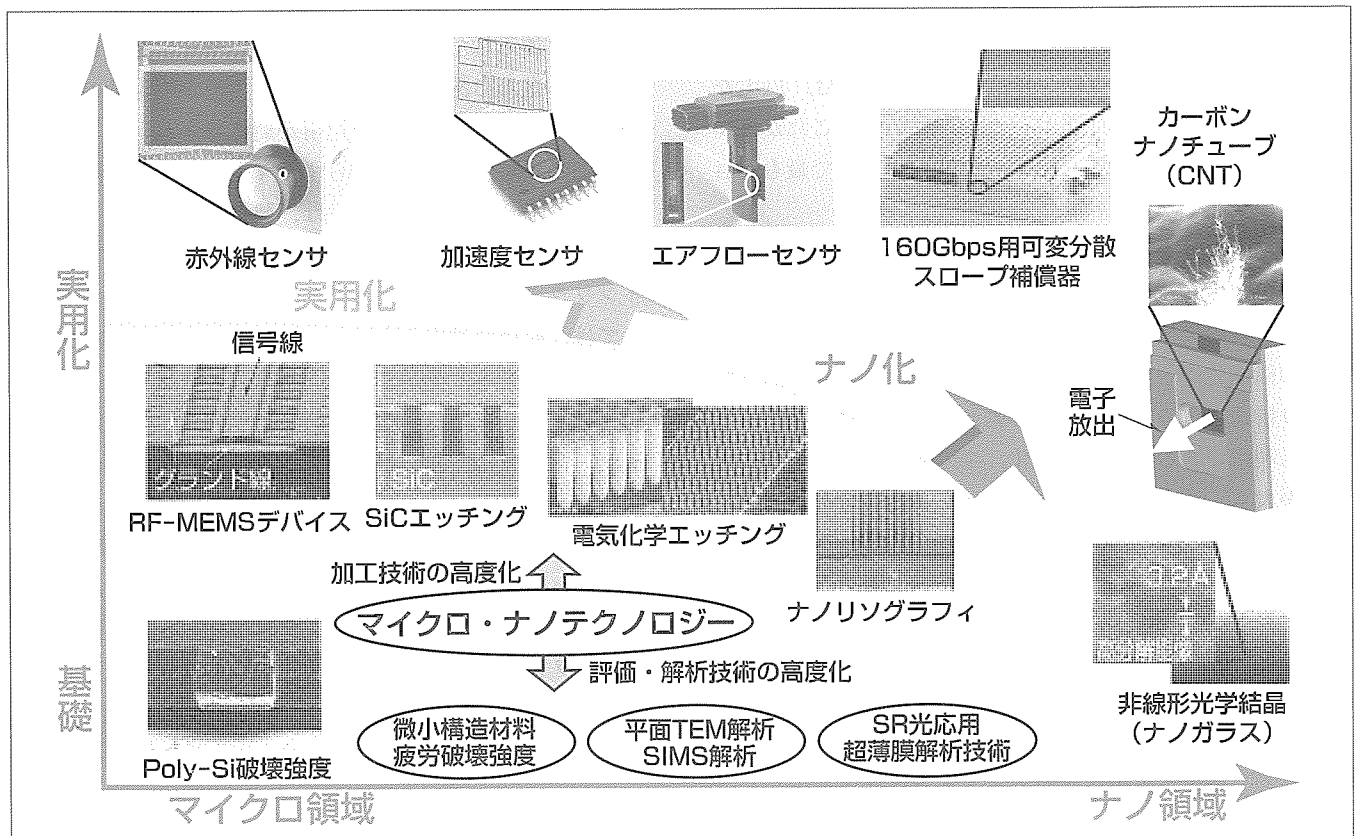 カーボン
ナノチューブ
(CNT)
赤外線センサ
加速度センサ
エアフローセンサ
160Gbps用可変分散
スロープ補償器
実用化
実用化
信号線
ナノ化
電子
放出
グランド線
SiC
RF-MEMSデバイス
SiCエッチング
電気化学エッチング
加工技術の高度化
マイクロ・ナノテクノロジー
ナノリソグラフィ
評価・解析技術の高度化
基礎
非線形光学結晶
(ナノガラス)
微小構造材料
疲労破壊強度
平面TEM解析
SIMS解析
SR光応用
超薄膜解析技術
Poly-Si破壊強度
マイクロ領域
ナノ領域